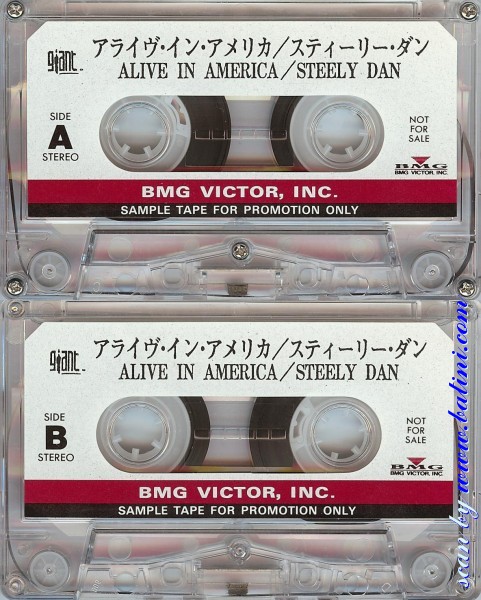 giant
アライヴ・イン・アメリカ/スティーリー・ダン
ALIVE IN AMERICA/STEELY DAN
SIDE
A
STEREO
NOT
FOR
SALE
BMG
BMG VICTOR, INC.
BMG VICTOR, INC.
SAMPLE TAPE FOR PROMOTION ONLY
giant
アライヴ・イン・アメリカ/スティーリー・ダン
ALIVE IN AMERICA/STEELY DAN
SIDE
B
STEREO
NOT
FOR
SALE
BMG
BMG VICTOR, INC.
BMG VICTOR, INC.
SAMPLE TAPE FOR PROMOTION ONLY
scan by www.batini.com